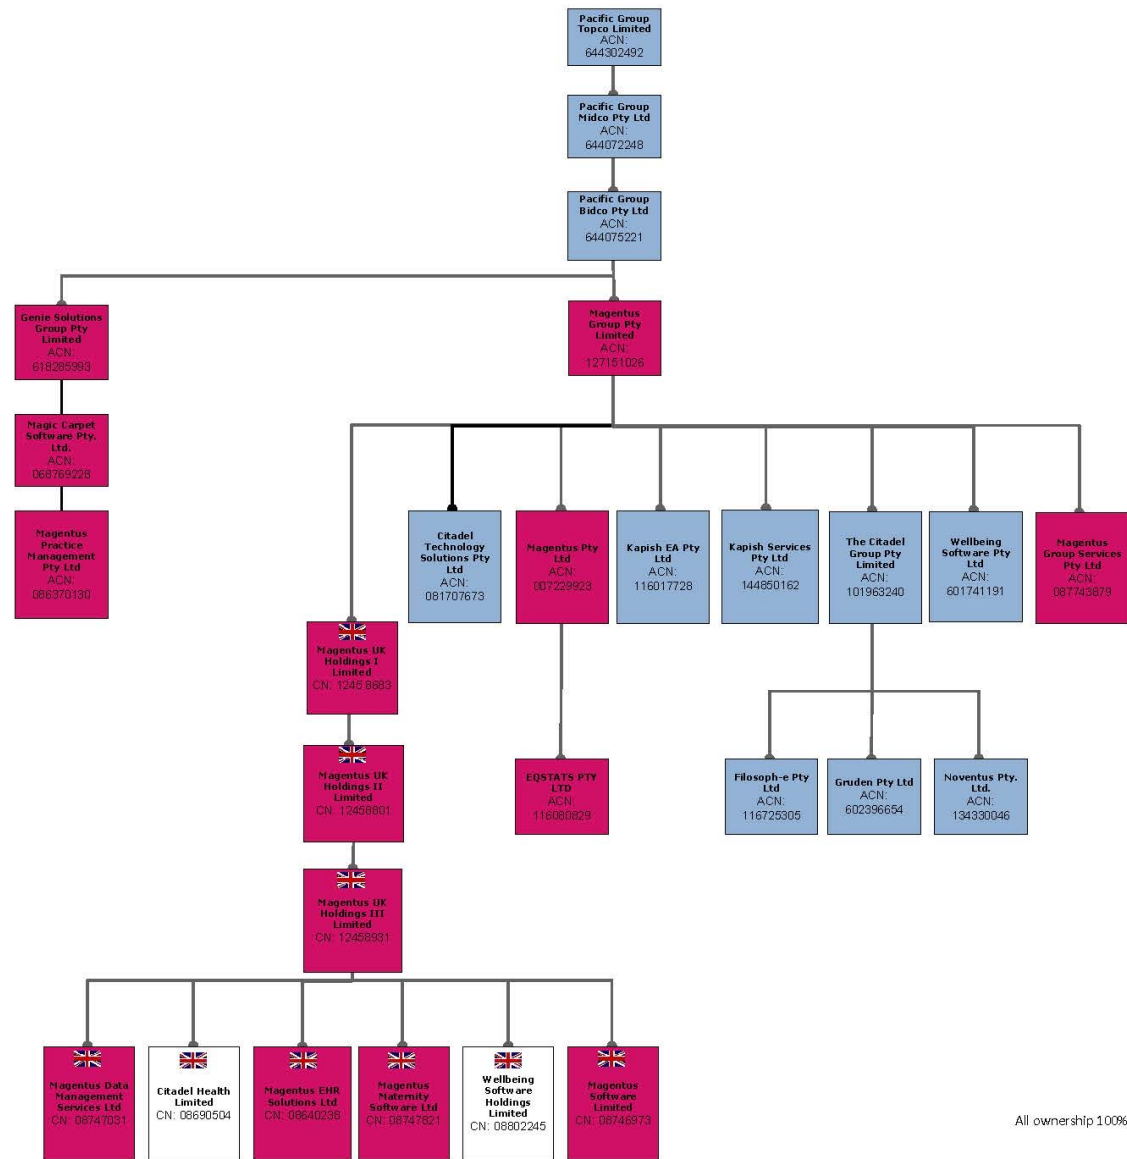 Pacific Group
Topco Limited
ACN:
644302492
Pacific Group
Midco Pty Ltd
ACN:
644072248
Pacific Group
Bidco Pty Ltd
ACN:
644075221
Genie Solutions
Group Pty
Limited
ACN:
618285993
Magentus
Group Pty
Limited
ACN:
127151026
Magic Carpet
Software Pty.
Ltd.
ACN:
068769228
Magentus
Practice
Management
Pty Ltd
ACN:
086370130
Citadel
Technology
Solutions Pty
Ltd
ACN:
081707673
Magentus Pty
Ltd
ACN:
007229923
Kapish EA Pty
Ltd
ACN:
116017728
Kapish Services
Pty Ltd
ACN:
144850162
The Citadel
Group Pty
Limited
ACN:
101963240
Wellbeing
Software Pty
Ltd
ACN:
601741191
Magentus
Group Services
Pty Ltd
ACN:
087743879
Magentus UK
Holdings I
Limited
CN: 12458683
Magentus UK
Holdings II
Limited
CN: 12458801
EQSTATS PTY
LTD
ACN:
116080829
Filosoph-e Pty
Ltd
ACN:
116725305
Gruden Pty Ltd
ACN:
602396654
Noventus Pty.
Ltd.
ACN:
134330046
Magentus UK
Holdings III
Limited
CN: 12458931
Magentus Data
Management
Services Ltd
CN: 08747031
Citadel Health
Limited
CN: 08690504
Magentus EHR
Solutions Ltd
CN: 08640238
Magentus
Maternity
Software Ltd
CN: 08747821
Wellbeing
Software
Holdings
Limited
CN: 08802245
Magentus
Software
Limited
CN: 08746973
All ownership 100%